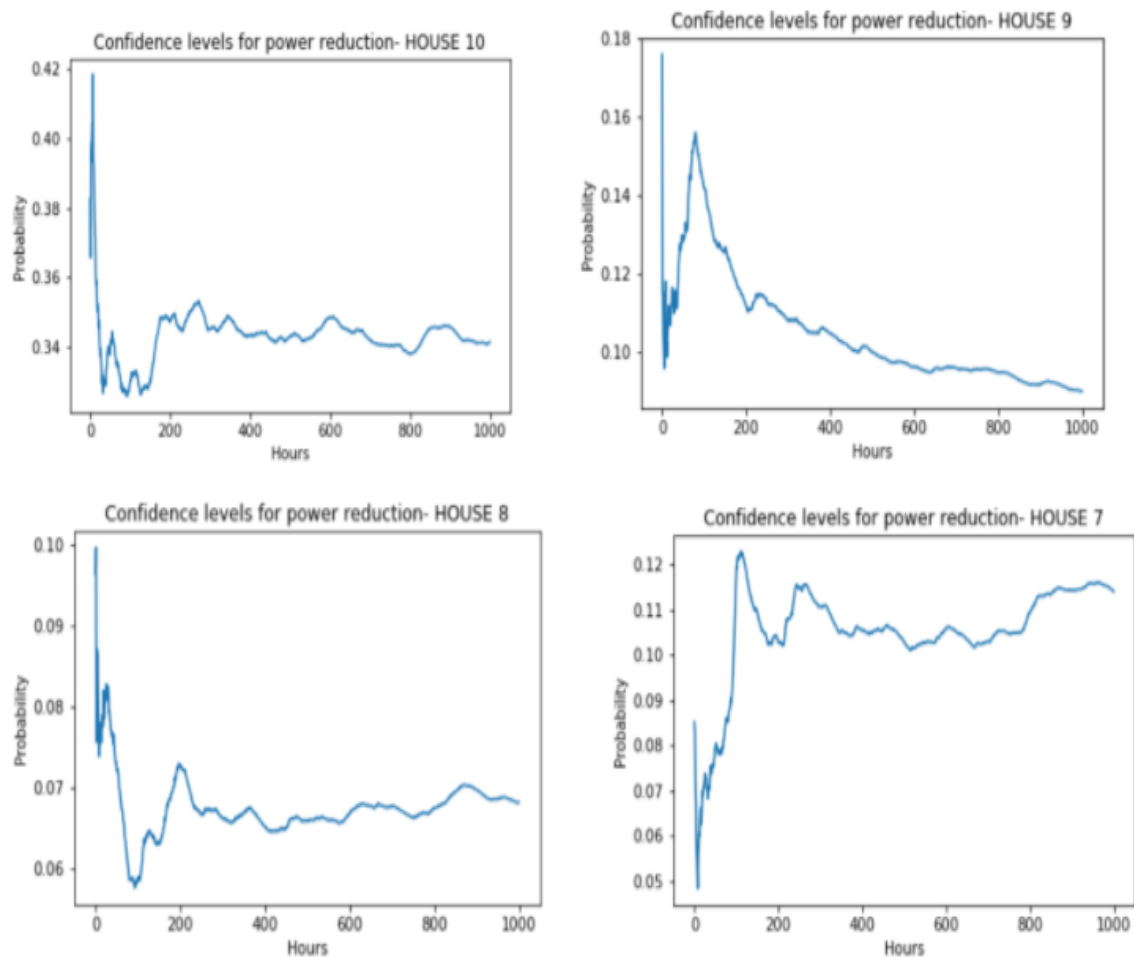 Confidence levels for power reduction- HOUSE 10
0.42
0.40
0.38
0.36
0.34
Probability
0 200 400 600 800 1000
Hours
Confidence levels for power reduction- HOUSE 9
0.18
0.16
0.14
0.12
0.10
Probability
0 200 400 600 800 1000
Hours
Confidence levels for power reduction- HOUSE 8
0.10
0.09
0.08
0.07
0.06
Probability
0 200 400 600 800 1000
Hours
Confidence levels for power reduction- HOUSE 7
0.12
0.11
0.10
0.09
0.08
0.07
0.06
0.05
Probability
0 200 400 600 800 1000
Hours